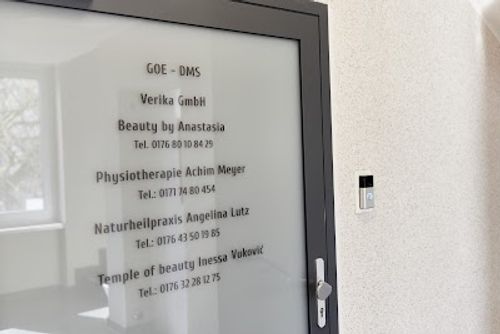 GOE - DMS
Verika GmbH
Beauty by Anastasia
Tel. 0176 80 10 84 29
Physiotherapie Achim Meyer
Tel.: 0171 74 80 454
Naturheilpraxis Angelina Lutz
Tel.: 0176 43 50 19 85
Temple of beauty Inessa Vuković
Tel.: 0176 32 28 12 75